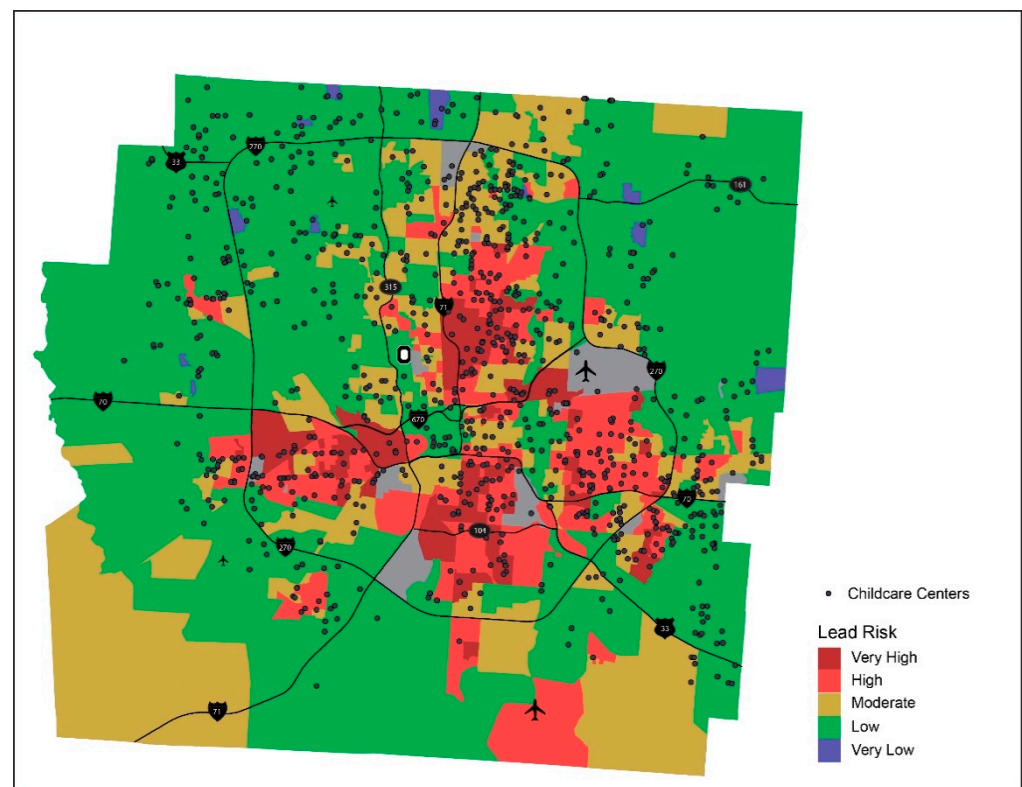 270
33
161
315
71
270
70
670
70
104
270
33
71
Childcare Centers
Lead Risk
Very High
High
Moderate
Low
Very Low